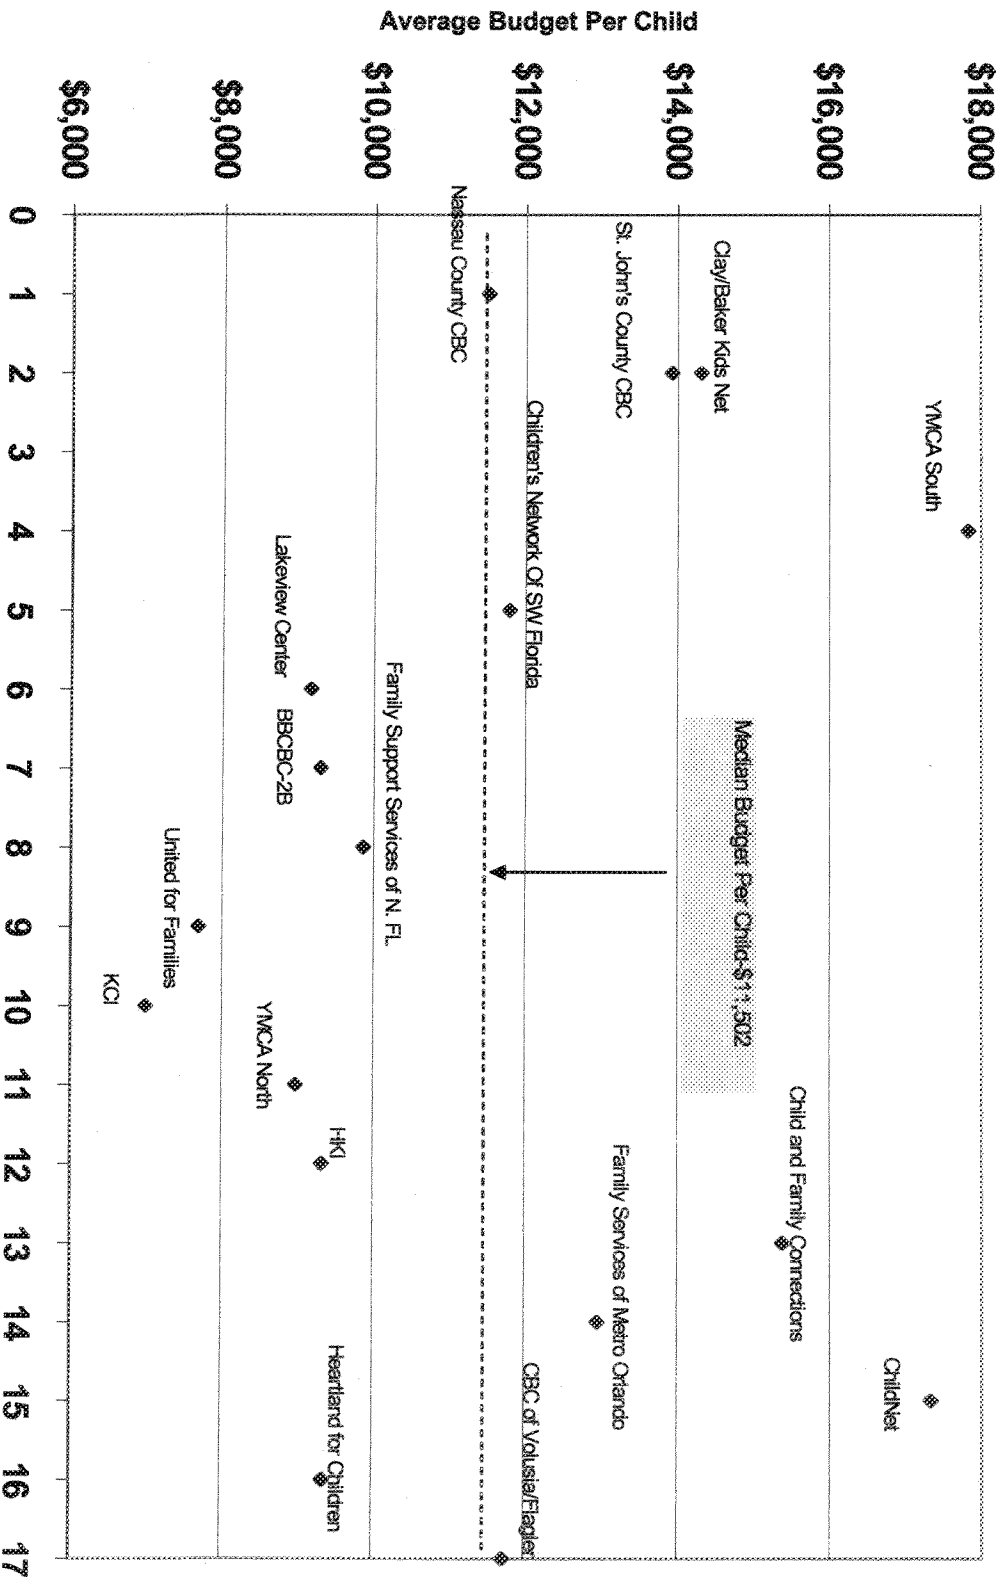 Average Budget Per Child
$18,000
$16,000
$14,000
$12,000
$10,000
$8,000
$6,000
0
1
2
3
4
5
6
7
8
9
10
11
12
13
14
15
16
17
YMCA South
Clay/Baker Kids Net
St. John's County CBC
Nassau County CBC
Children's Network Of SW Florida
Lakeview Center
BBCBC-2B
Family Support Services of N. FL
Median Budget Per Child-$11,502
United for Families
KCI
YMCA North
HKI
Child and Family Connections
Family Services of Metro Orlando
ChildNet
Heartland for Children
CBC of Volusia/Flagler